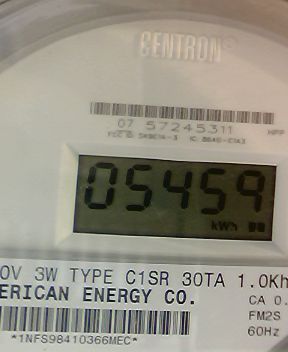 CENTRON®
07 57245311
05459
kWh
0V 3W TYPE C1SR 30TA 1.0Kh
ERICAN ENERGY CO.
CA 0.
FM2S
60Hz
*1NFS98410366MEC*